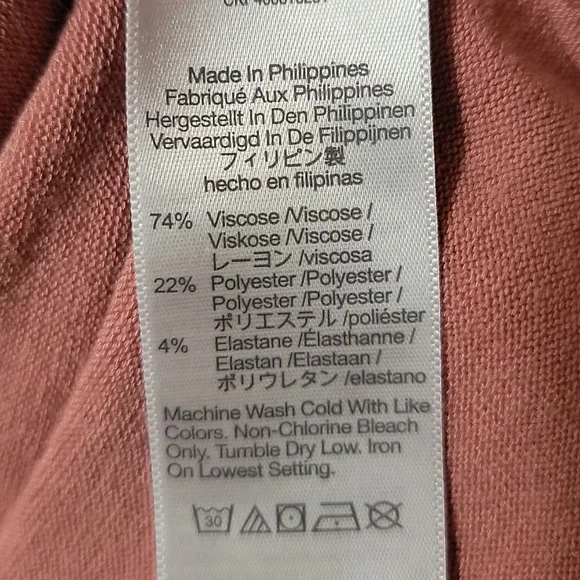 Made In Philippines
Fabriqué Aux Philippines
Hergestellt In Den Philippinen
Vervaardigd In De Filippijnen
フィリピン製
hecho en filipinas
74% Viscose /Viscose /
Viskose /Viscose /
レーヨン /viscosa
22% Polyester /Polyester /
Polyester /Polyester /
ポリエステル /poliéster
4% Elastane /Élasthanne /
Elastan /Elastaan /
ポリウレタン /elastano
Machine Wash Cold With Like
Colors. Non-Chlorine Bleach
Only. Tumble Dry Low. Iron
On Lowest Setting.
30